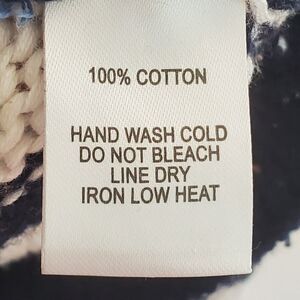 100% COTTON
HAND WASH COLD
DO NOT BLEACH
LINE DRY
IRON LOW HEAT